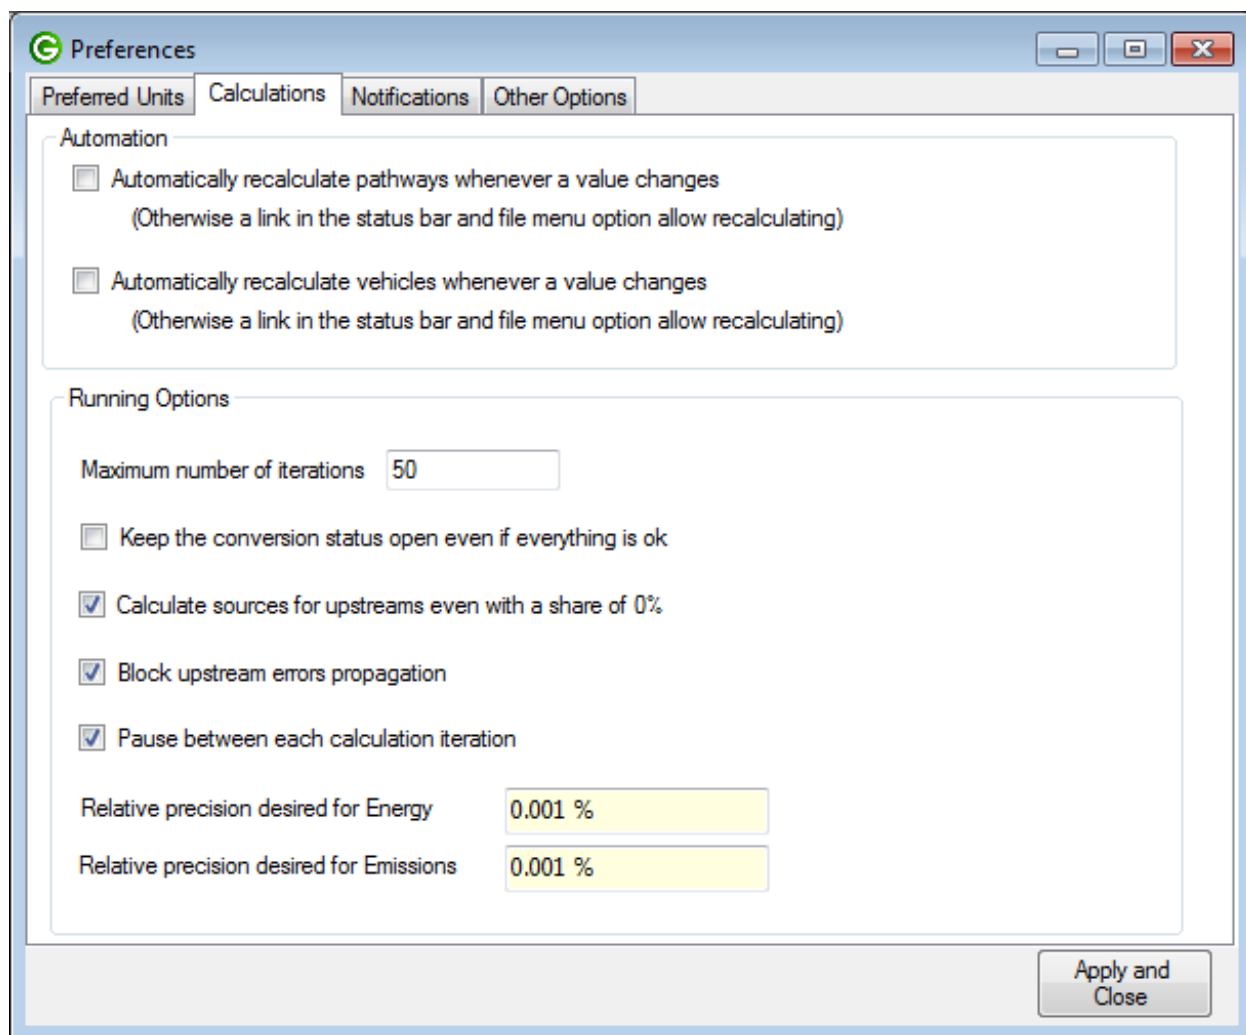 Preferences
Preferred Units Calculations Notifications Other Options
Automation
Automatically recalculate pathways whenever a value changes
(Otherwise a link in the status bar and file menu option allow recalculating)
Automatically recalculate vehicles whenever a value changes
(Otherwise a link in the status bar and file menu option allow recalculating)
Running Options
Maximum number of iterations 50
Keep the conversion status open even if everything is ok
Calculate sources for upstreams even with a share of 0%
Block upstream errors propagation
Pause between each calculation iteration
Relative precision desired for Energy 0.001 %
Relative precision desired for Emissions 0.001 %
Apply and
Close